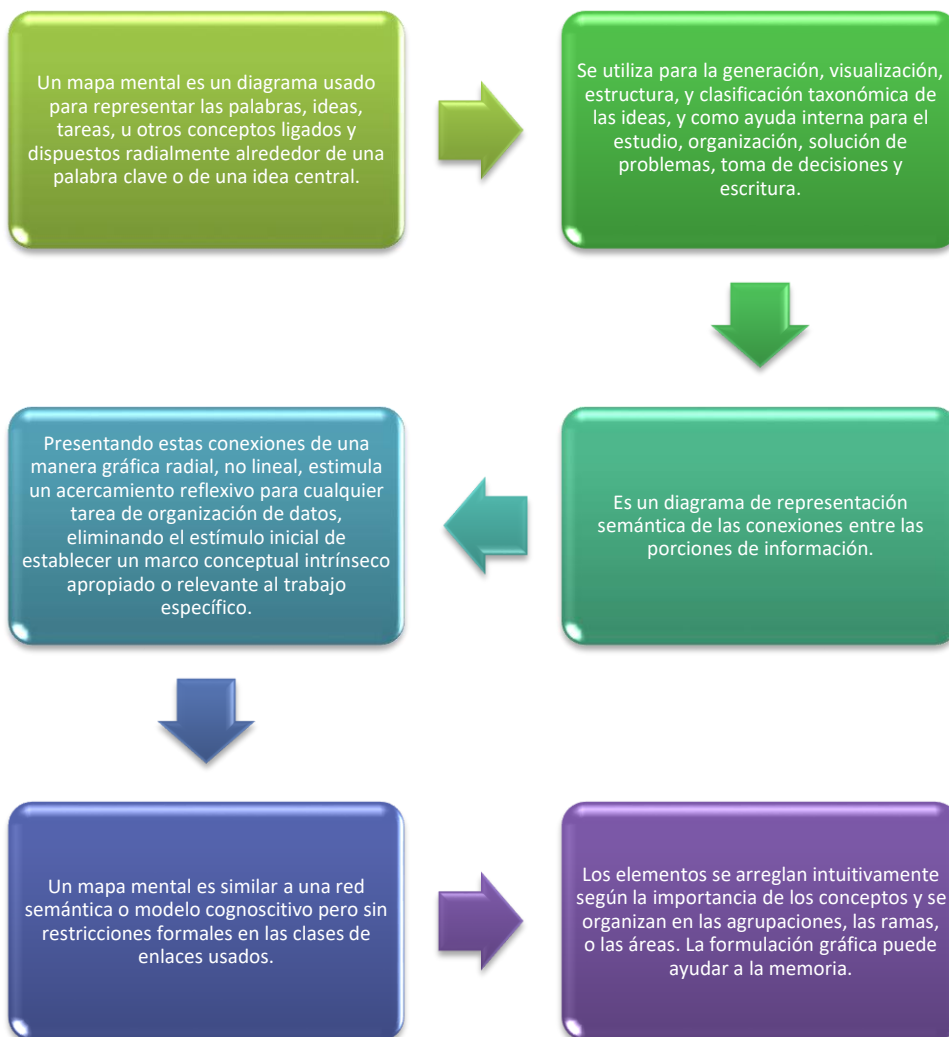 Un mapa mental es un diagrama usado
para representar las palabras, ideas,
tareas, u otros conceptos ligados y
dispuestos radialmente alrededor de una
palabra clave o de una idea central.
Se utiliza para la generación, visualización,
estructura, y clasificación taxonómica de
las ideas, y como ayuda interna para el
estudio, organización, solución de
problemas, toma de decisiones y
escritura.
Es un diagrama de representación
semántica de las conexiones entre las
porciones de información.
Presentando estas conexiones de una
manera gráfica radial, no lineal, estimula
un acercamiento reflexivo para cualquier
tarea de organización de datos,
eliminando el estímulo inicial de
establecer un marco conceptual intrínseco
apropiado o relevante al trabajo
específico.
Un mapa mental es similar a una red
semántica o modelo cognoscitivo pero sin
restricciones formales en las clases de
enlaces usados.
Los elementos se arreglan intuitivamente
según la importancia de los conceptos y se
organizan en las agrupaciones, las ramas,
o las áreas. La formulación gráfica puede
ayudar a la memoria.